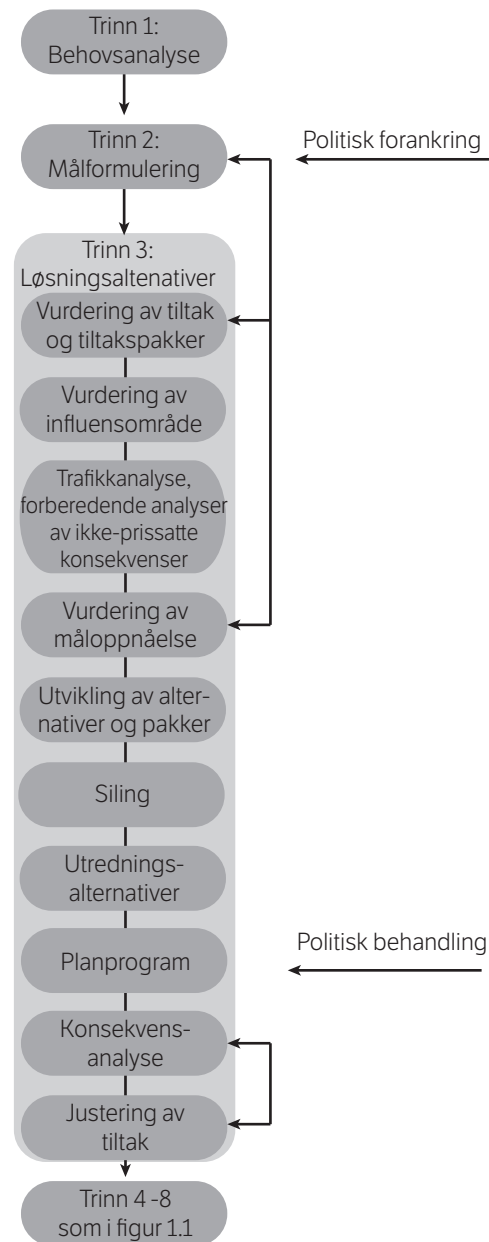 Trinn 1:
Behovsanalyse
Trinn 2:
Målformulering
Politisk forankring
Trinn 3:
Løsningsaltenativer
Vurdering av tiltak
og tiltakspakker
Vurdering av
influensområde
Trafikkanalyse,
forberedende analyser
av ikke-prissatte
konsekvenser
Vurdering av
måloppnåelse
Utvikling av alter-
nativer og pakker
Siling
Utrednings-
alternativer
Politisk behandling
Planprogram
Konsekvens-
analyse
Justering av
tiltak
Trinn 4 -8
som i figur 1.1